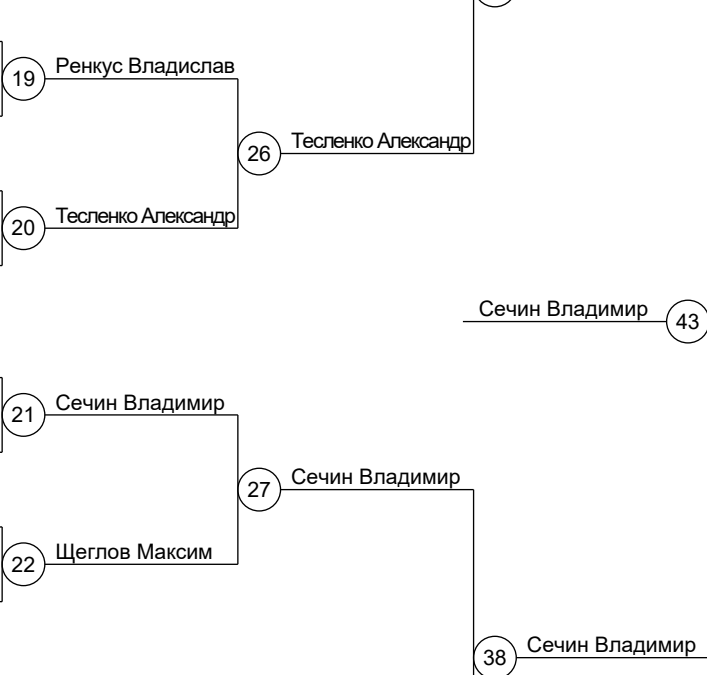 19 Ренкус Владислав
26 Тесленко Александр
20 Тесленко Александр
Сечин Владимир 43
21 Сечин Владимир
27 Сечин Владимир
22 Щеглов Максим
38 Сечин Владимир